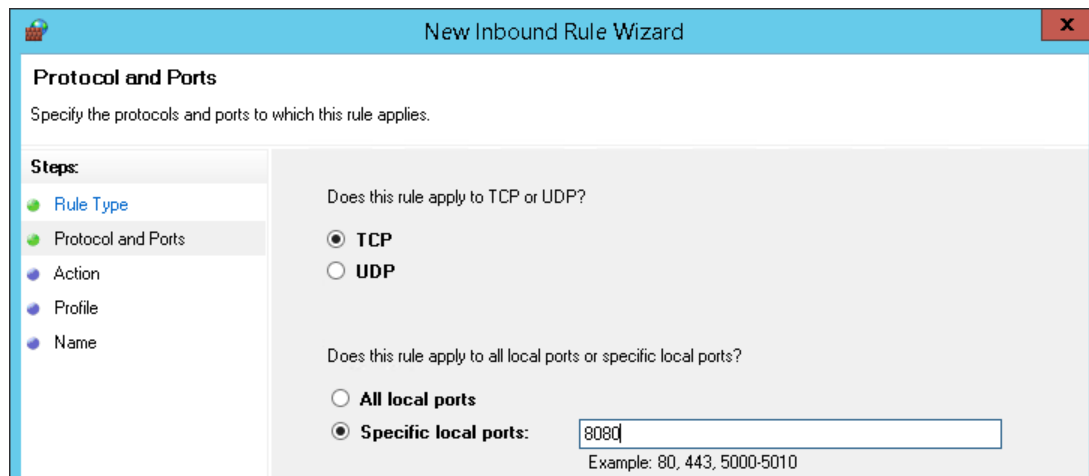 New Inbound Rule Wizard
x
Protocol and Ports
Specify the protocols and ports to which this rule applies.
Steps:
Rule Type
Protocol and Ports
Action
Profile
Name
Does this rule apply to TCP or UDP?
TCP
UDP
Does this rule apply to all local ports or specific local ports?
All local ports
Specific local ports: 8080
Example: 80, 443, 5000-5010